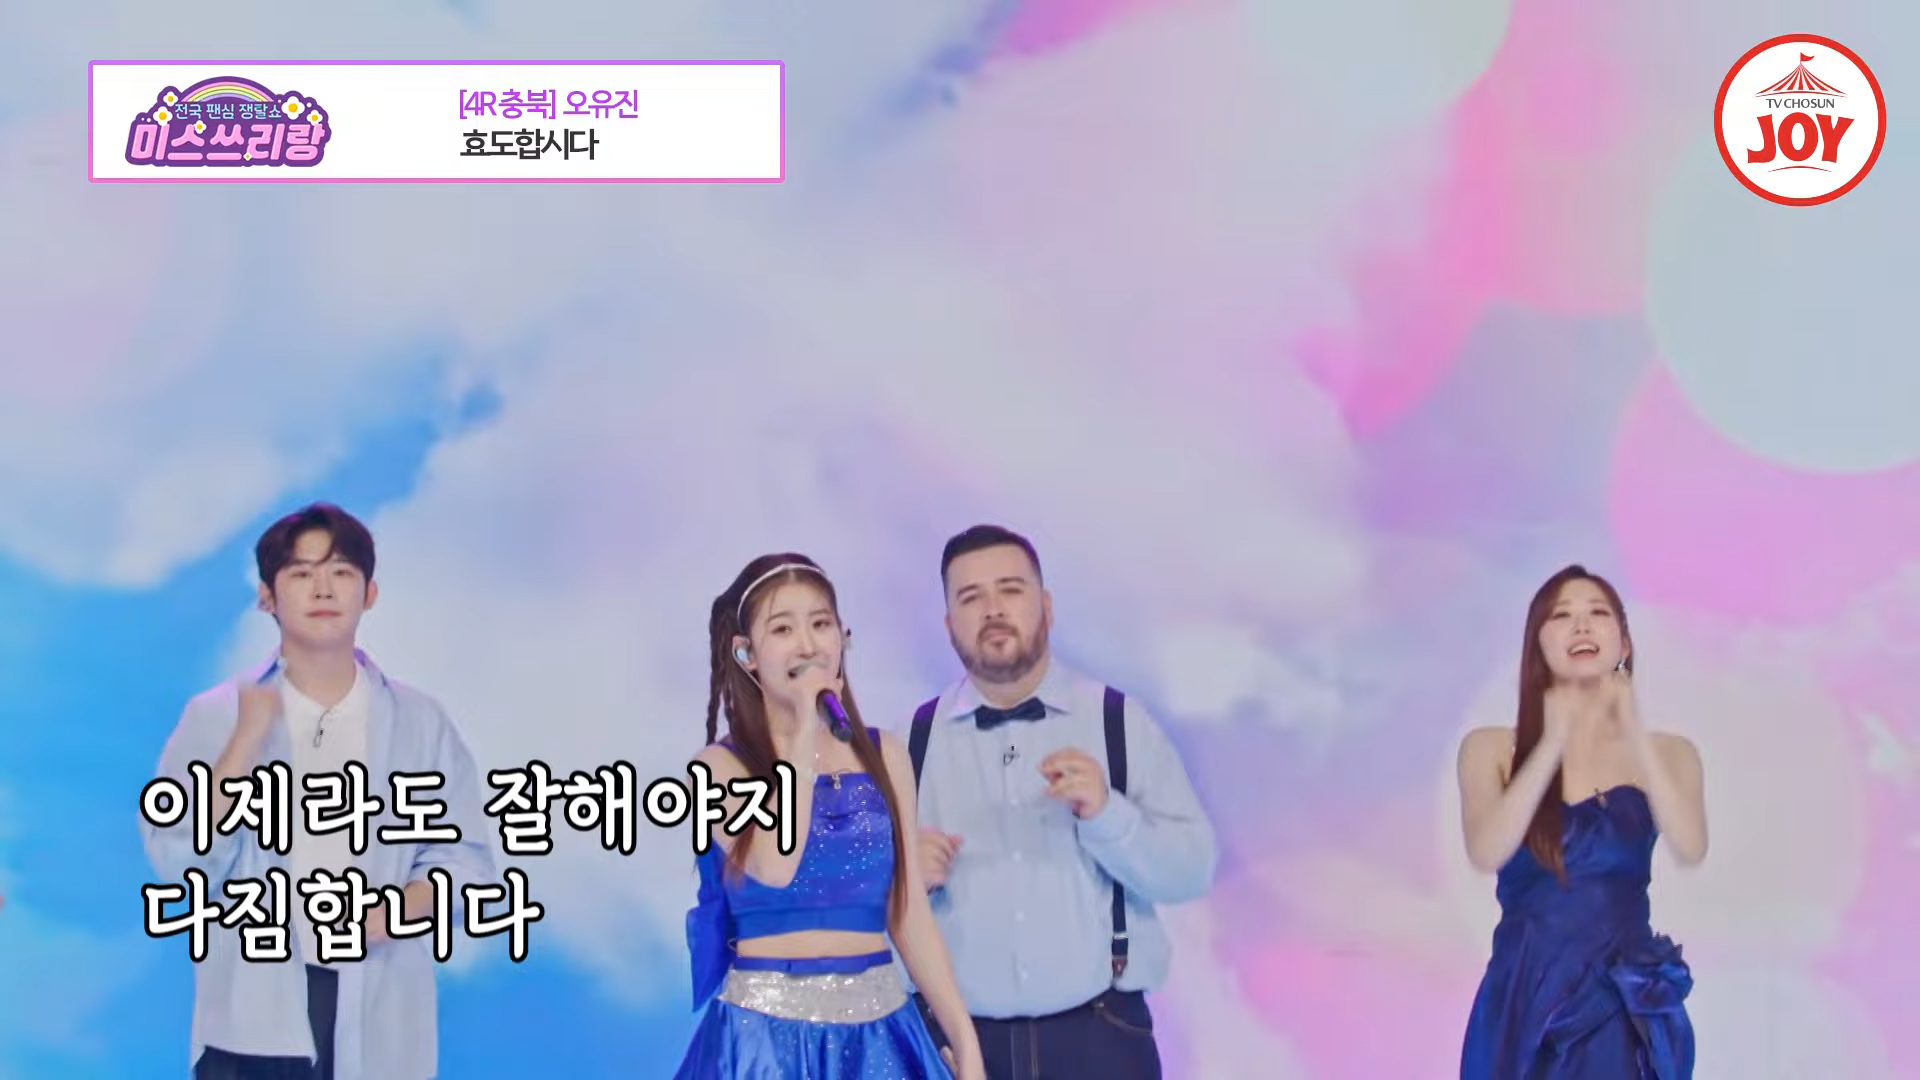 전국 팬심 쟁탈쇼
미스쓰리랑
[4R 충북] 오유진
효도합시다
TV CHOSUN
JOY
이제라도 잘해야지
다짐합니다